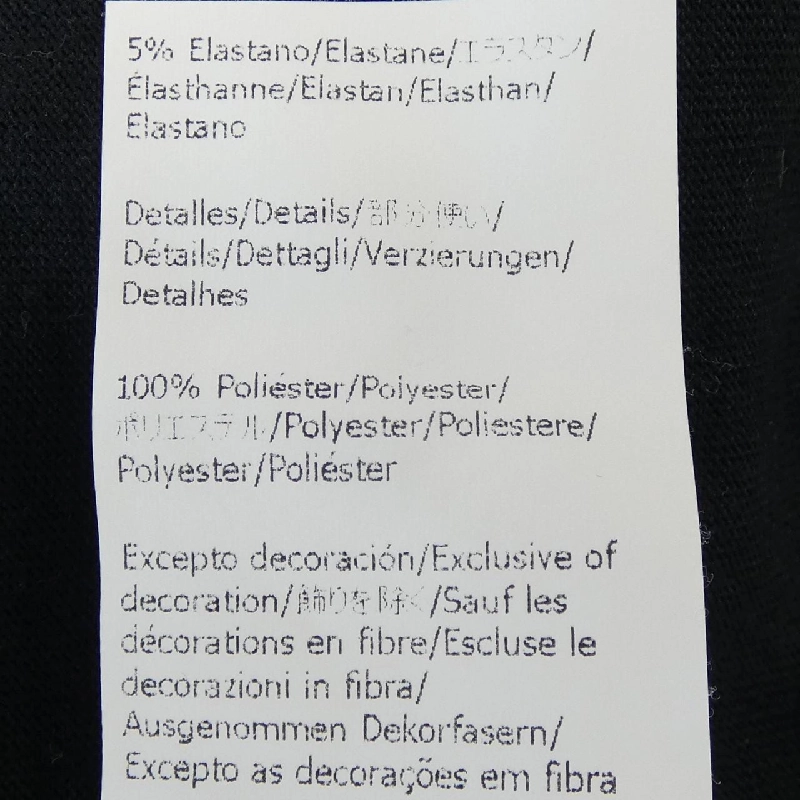 5% Elastano/Elastane/エラスタン/
Élasthanne/Elastan/Elasthan/
Elastano
Detalles/Details/部分使い/
Détails/Dettagli/Verzierungen/
Detalhes
100% Poliéster/Polyester/
ポリエステル/Polyester/Poliestere/
Polyester/Poliéster
Excepto decoración/Exclusive of
decoration/飾りを除く/Sauf les
décorations en fibre/Escluse le
decorazioni in fibra/
Ausgenommen Dekorfasern/
Excepto as decorações em fibra